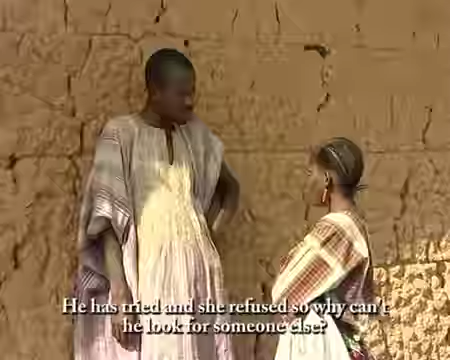 He has tried and she refused so why can't
he look for someone else?